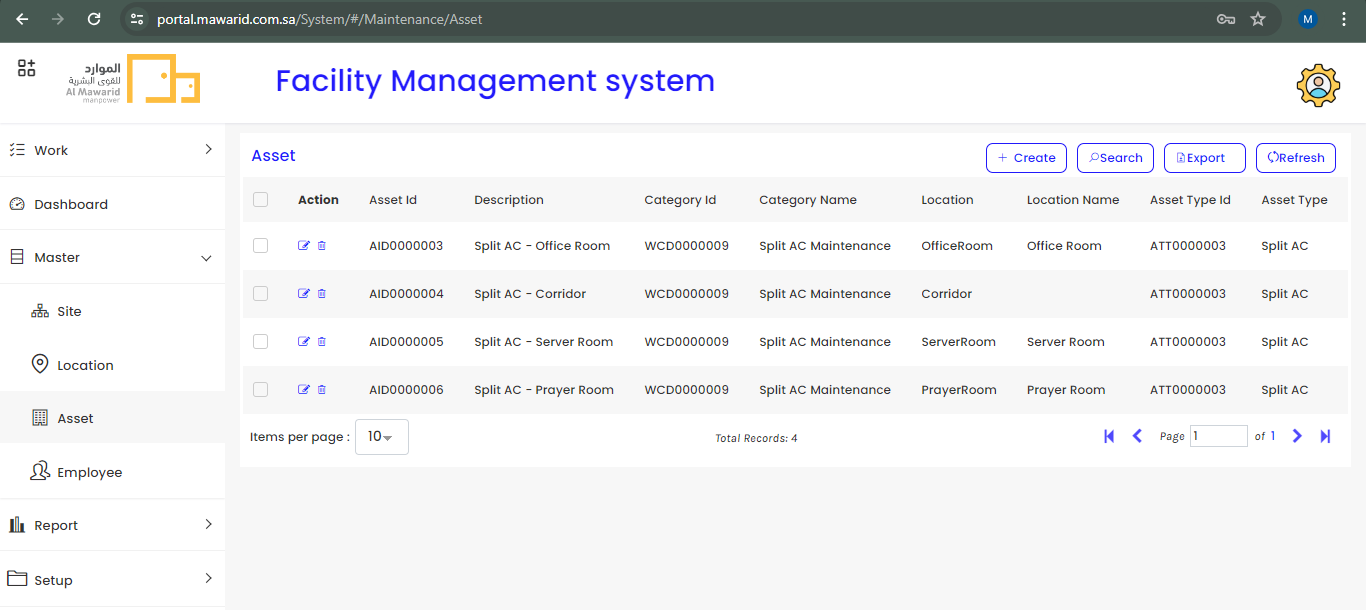 portal.mawarid.com.sa/System/#/Maintenance/Asset
M
الموارد
للقوى البشرية
Al Mawarid
manpower
Facility Management system
Work
Dashboard
Master
Site
Location
Asset
Employee
Report
Setup
Asset
+ Create Search Export Refresh
Action Asset Id Description Category Id Category Name Location Location Name Asset Type Id Asset Type
AID0000003 Split AC - Office Room WCD0000009 Split AC Maintenance OfficeRoom Office Room ATT0000003 Split AC
AID0000004 Split AC - Corridor WCD0000009 Split AC Maintenance Corridor ATT0000003 Split AC
AID0000005 Split AC - Server Room WCD0000009 Split AC Maintenance ServerRoom Server Room ATT0000003 Split AC
AID0000006 Split AC - Prayer Room WCD0000009 Split AC Maintenance PrayerRoom Prayer Room ATT0000003 Split AC
Items per page : 10 Total Records: 4 Page 1 of 1